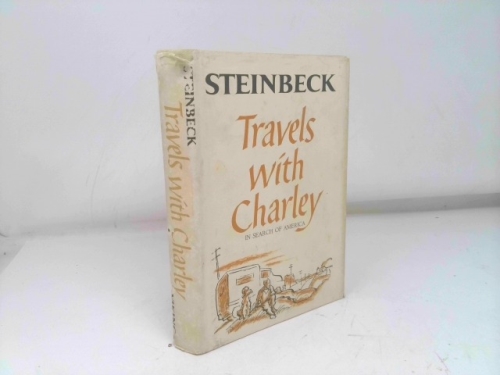 STEINBECK
Travels with Charley
STEINBECK
Travels
with
Charley
IN SEARCH OF AMERICA